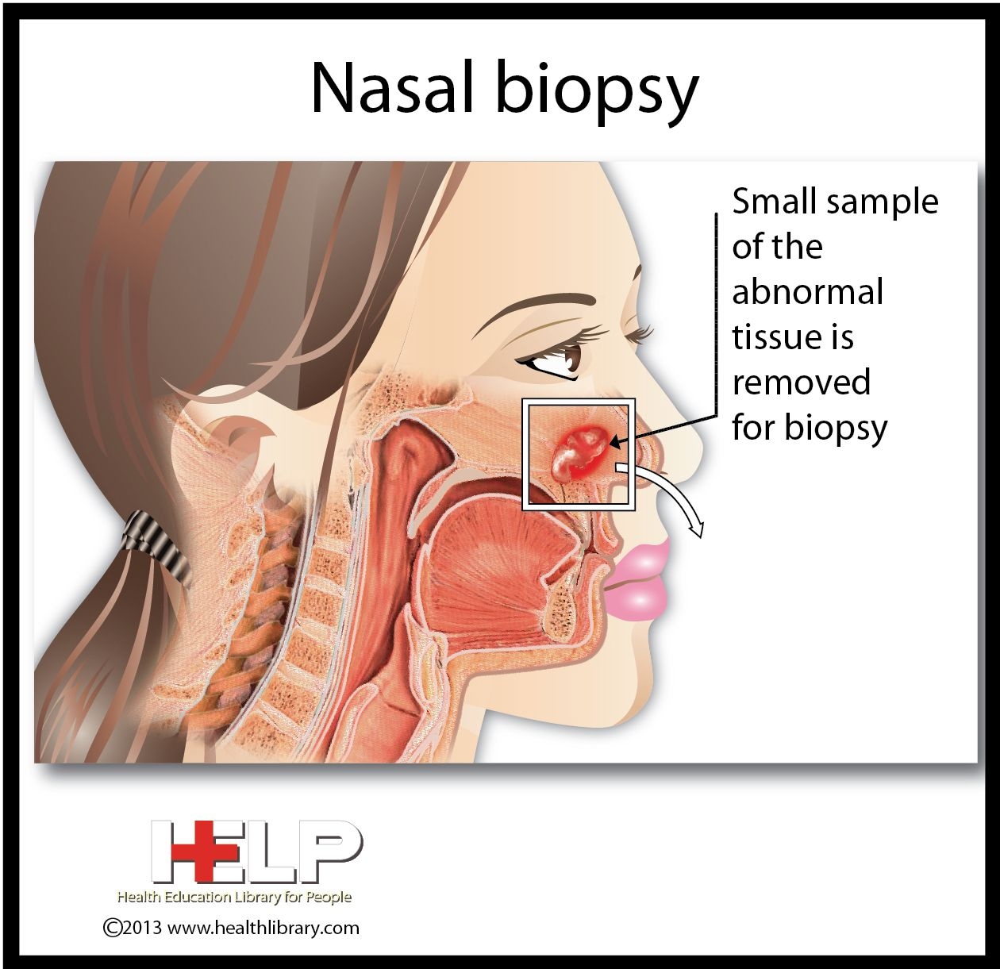 Nasal biopsy
Small sample
of the
abnormal
tissue is
removed
for biopsy
HELP
Health Education Library for People
©2013 www.healthlibrary.com